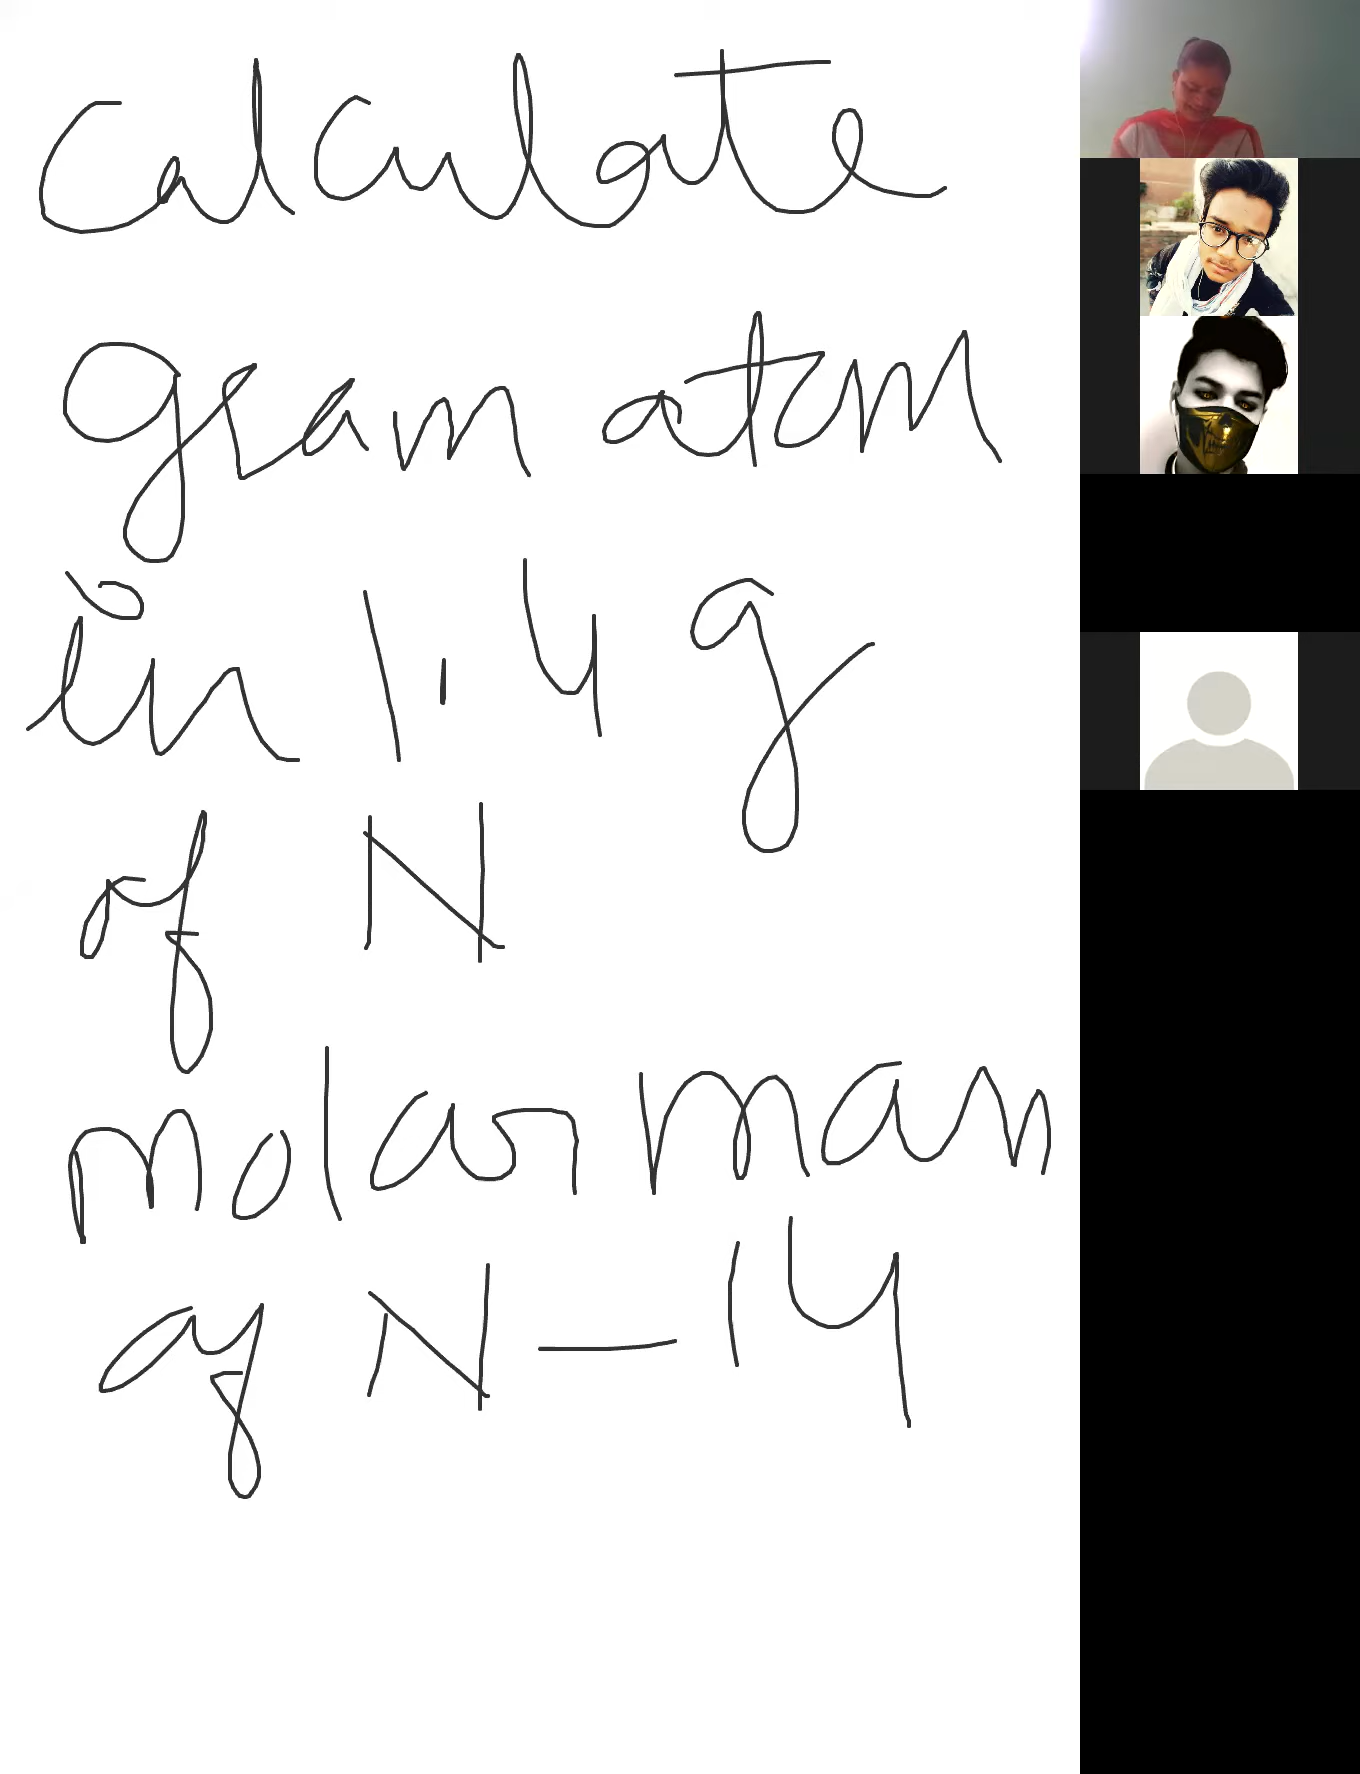 Calculate
gram atom
in 1.4 g
of N
molar mass
of N - 14